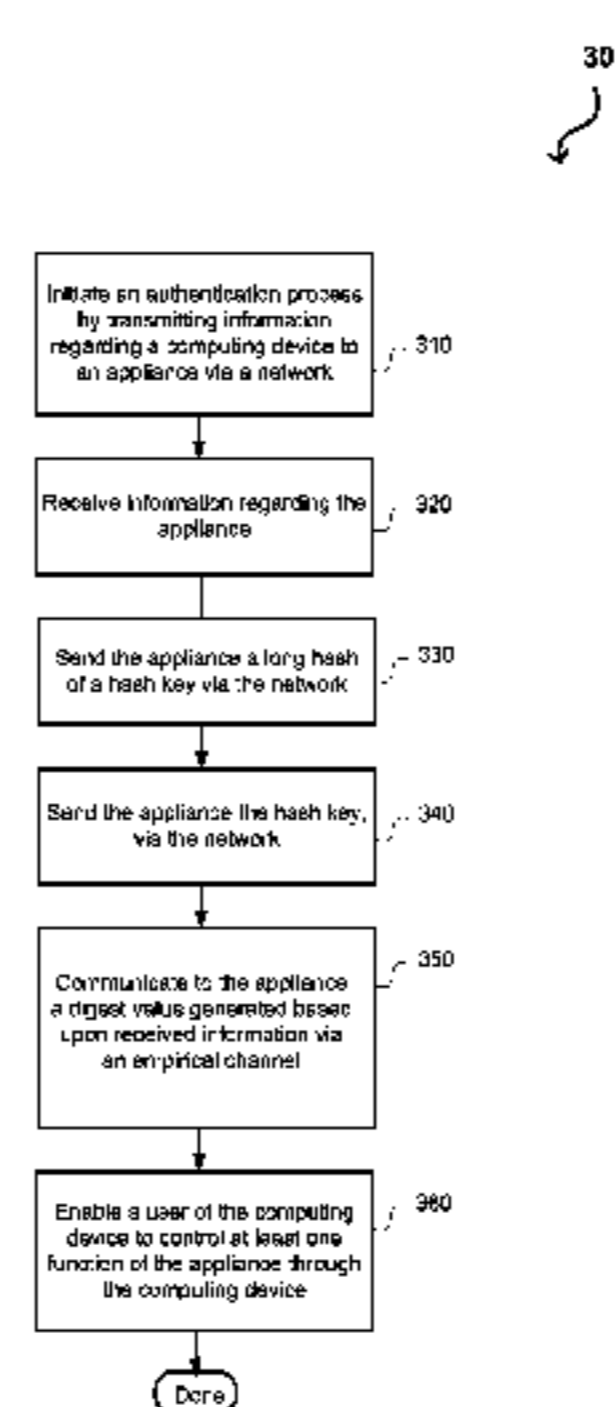 30
Initiate an authentication process
by transmitting information
regarding a computing device to
an appliance via a network
310
Receive information regarding the
appliance
320
Send the appliance a long hash
of a hash key via the network
330
Send the appliance the hash key,
via the network
340
Communicate to the appliance
a digest value generated based
upon received information via
an empirical channel
350
Enable a user of the computing
device to control at least one
function of the appliance through
the computing device
360
Done